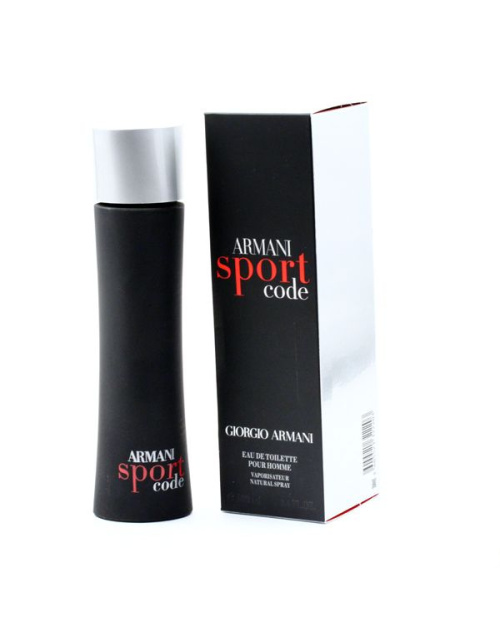 ARMANI
sport
code
ARMANI
sport
code
GIORGIO ARMANI
EAU DE TOILETTE
POUR HOMME
VAPORISATEUR
NATURAL SPRAY